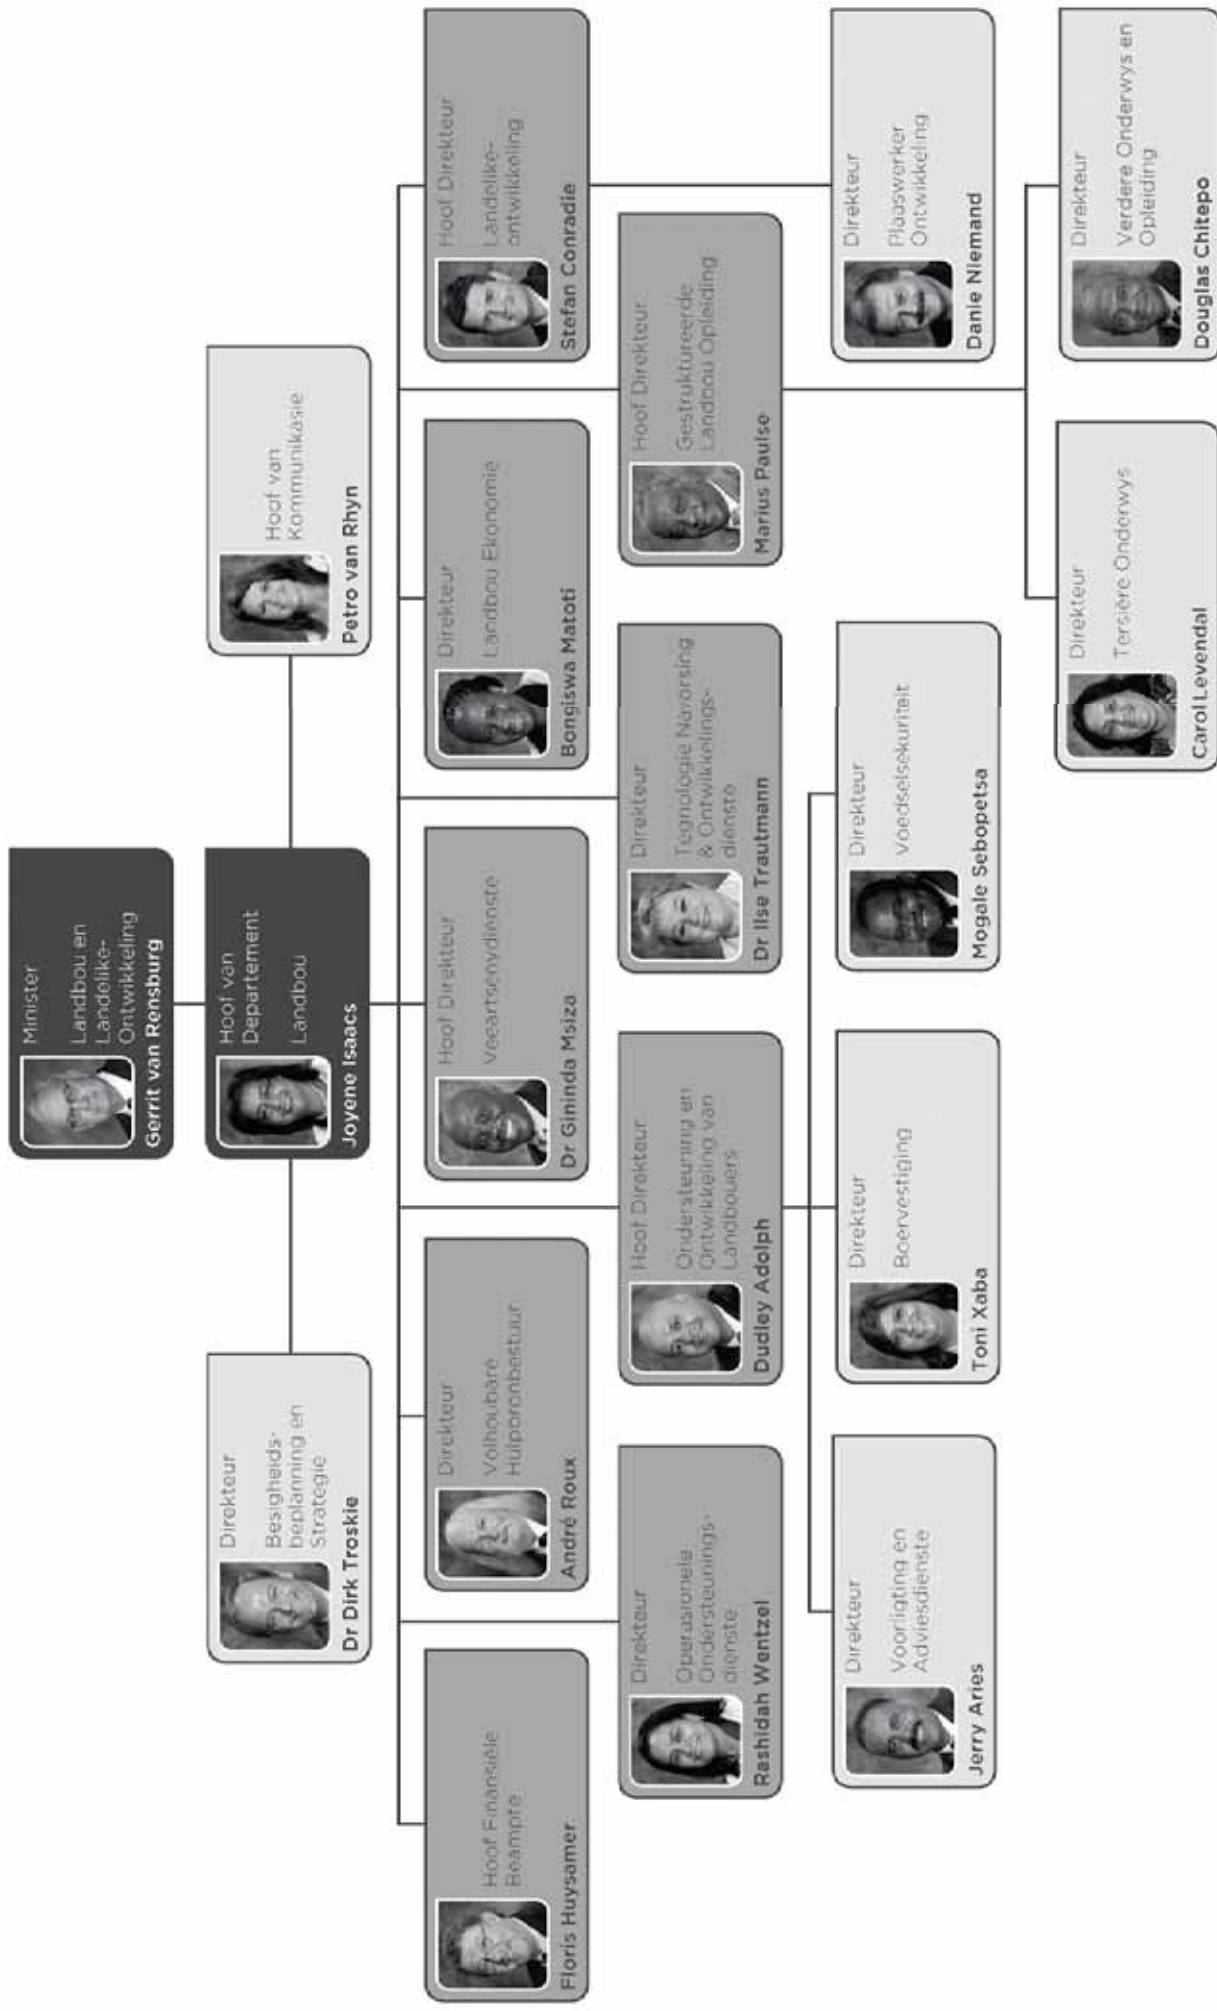 Minister
Landbou en
Landelike-
Ontwikkeling
Gerrit van Rensburg
Hoof van
Departement
Landbou
Joyene Isaacs
Direkteur
Besigheids-
beplanning en
Strategie
Dr Dirk Troskie
Hoof van
Kommunikasie
Petro van Rhyn
Hoof Finansiële
Beampte
Floris Huysamer
Direkteur
Volhoubare
Hulpbronbestuur
André Roux
Hoof Direkteur
Veeartsenydienste
Dr Gininda Msiza
Direkteur
Landbou Ekonomie
Bongiswa Matoti
Hoof Direkteur
Landelike-
ontwikkeling
Stefan Conradie
Direkteur
Operasionele
Ondersteunings-
dienste
Rashidah Wentzel
Hoof Direkteur
Ondersteuning en
Ontwikkeling van
Landbouers
Dudley Adolph
Direkteur
Tegnologie Navorsing
& Ontwikkelings-
dienste
Dr Ilse Trautmann
Hoof Direkteur
Gestruktureerde
Landbou Opleiding
Marius Paulse
Direkteur
Voorligting en
Adviesdienste
Jerry Aries
Direkteur
Boervestiging
Toni Xaba
Direkteur
Voedselsekuriteit
Mogale Sebopetsa
Direkteur
Plaaswerker
Ontwikkeling
Danie Niemand
Direkteur
Tersière Onderwys
Carol Levendal
Direkteur
Verdere Onderwys en
Opleiding
Douglas Chitepo